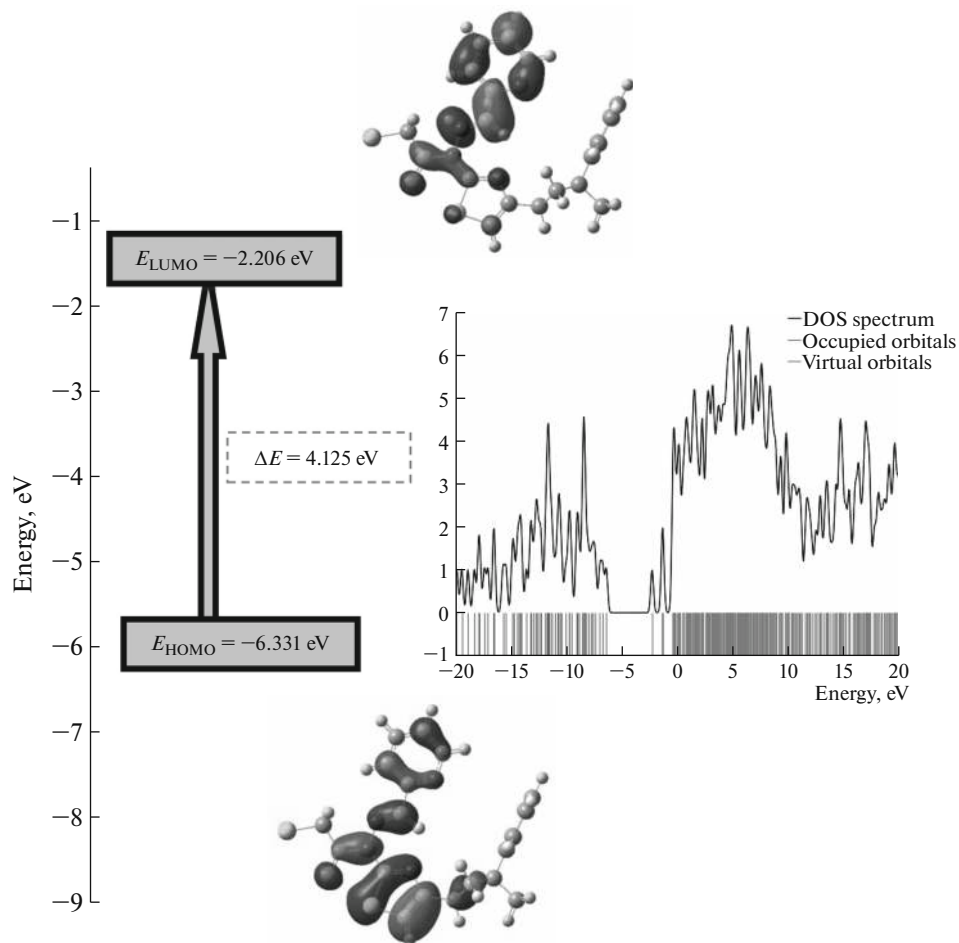 −1
E_LUMO = −2.206 eV
−2
−3
ΔE = 4.125 eV
−4
−5
E_HOMO = −6.331 eV
−6
−7
−8
−9
Energy, eV
7
6
5
4
3
2
1
0
−1
DOS spectrum
Occupied orbitals
Virtual orbitals
−20 −15 −10 −5 0 5 10 15 20
Energy, eV